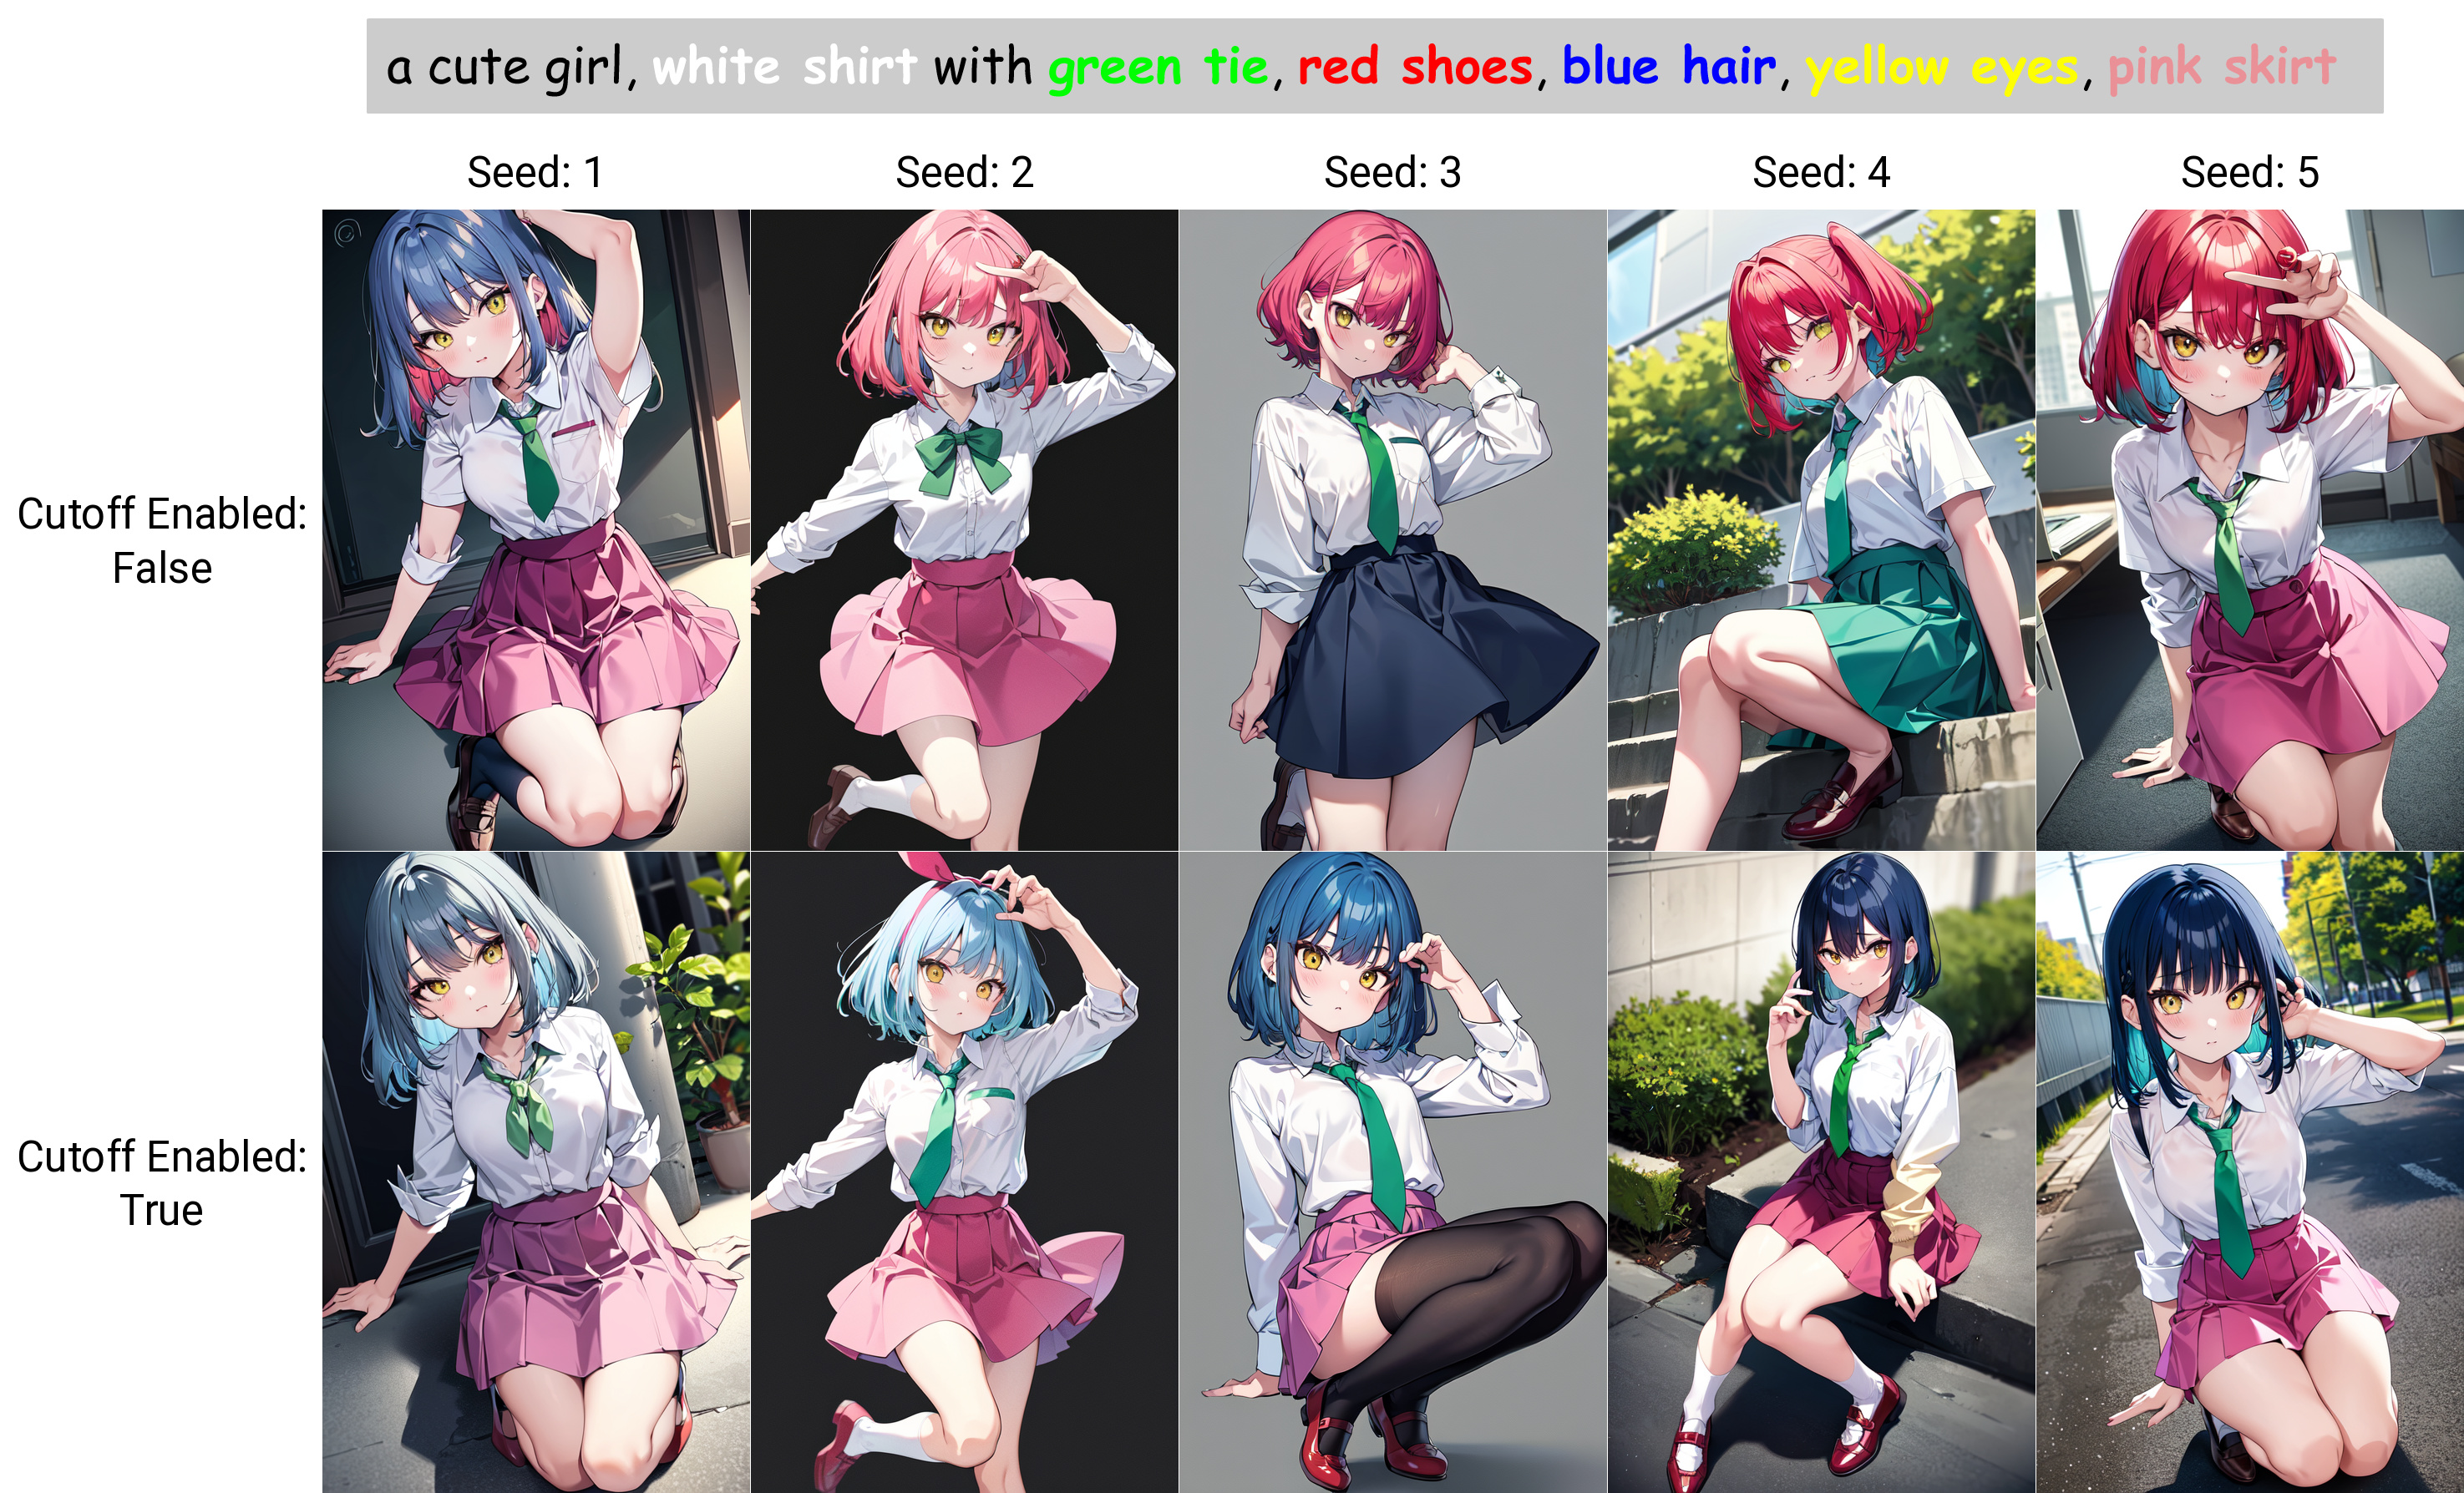 a cute girl, white shirt with green tie, red shoes, blue hair, yellow eyes, pink skirt
Seed: 1 Seed: 2 Seed: 3 Seed: 4 Seed: 5
Cutoff Enabled:
False
Cutoff Enabled:
True